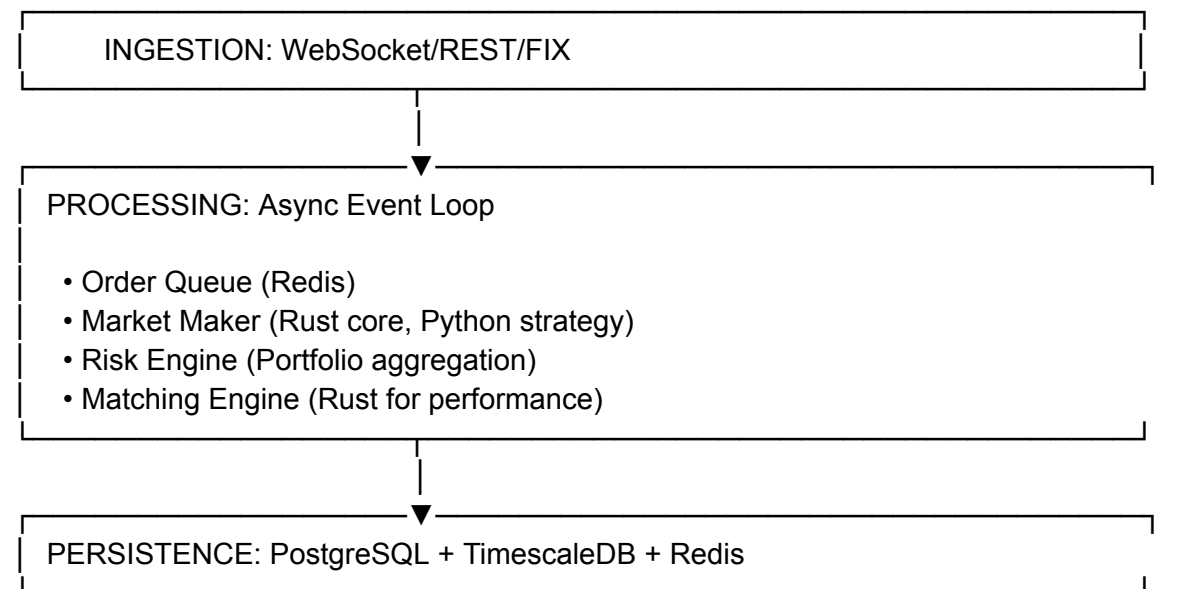 INGESTION: WebSocket/REST/FIX
PROCESSING: Async Event Loop
• Order Queue (Redis)
• Market Maker (Rust core, Python strategy)
• Risk Engine (Portfolio aggregation)
• Matching Engine (Rust for performance)
PERSISTENCE: PostgreSQL + TimescaleDB + Redis